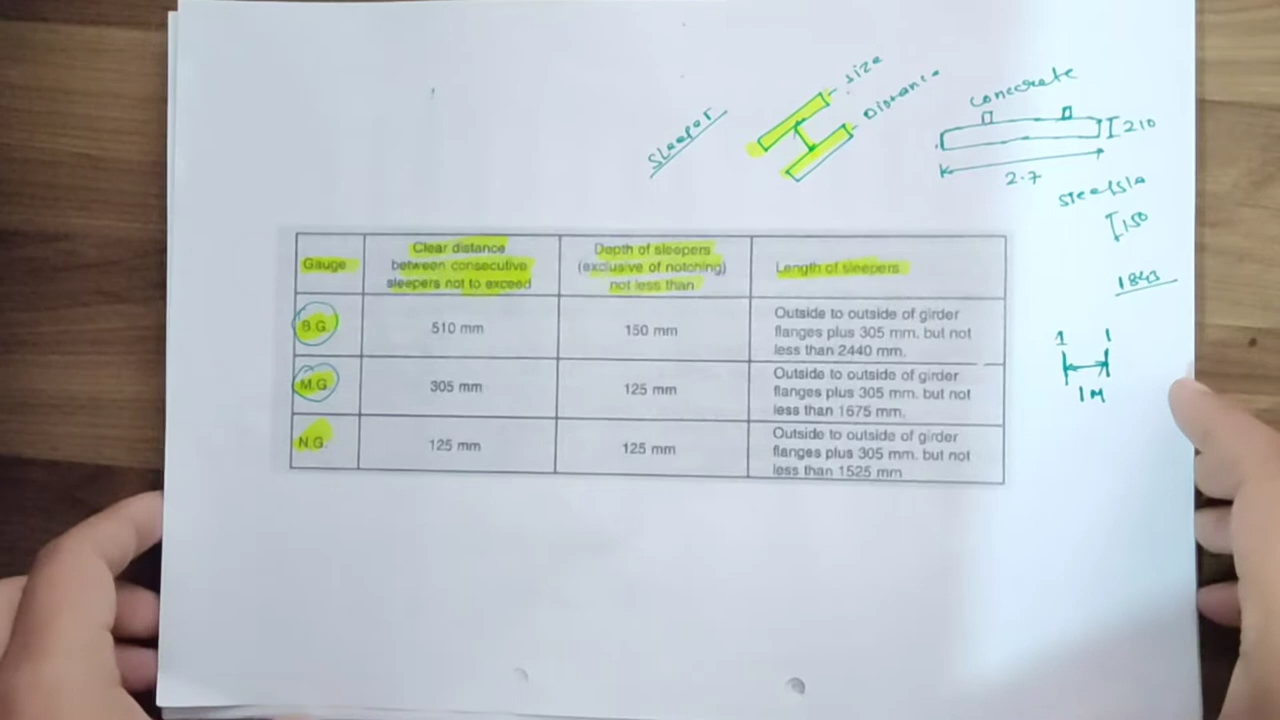 Sleeper
size
Distance
Concrete
210
2.7
150
1
1
1M
Gauge
Clear distance
between consecutive
sleepers not to exceed
Depth of sleepers
(exclusive of notching)
not less than
Length of sleepers
B.G.
510 mm
150 mm
Outside to outside of girder
flanges plus 305 mm. but not
less than 2440 mm.
M.G
305 mm
125 mm
Outside to outside of girder
flanges plus 305 mm. but not
less than 1675 mm.
N.G.
125 mm
125 mm
Outside to outside of girder
flanges plus 305 mm. but not
less than 1525 mm